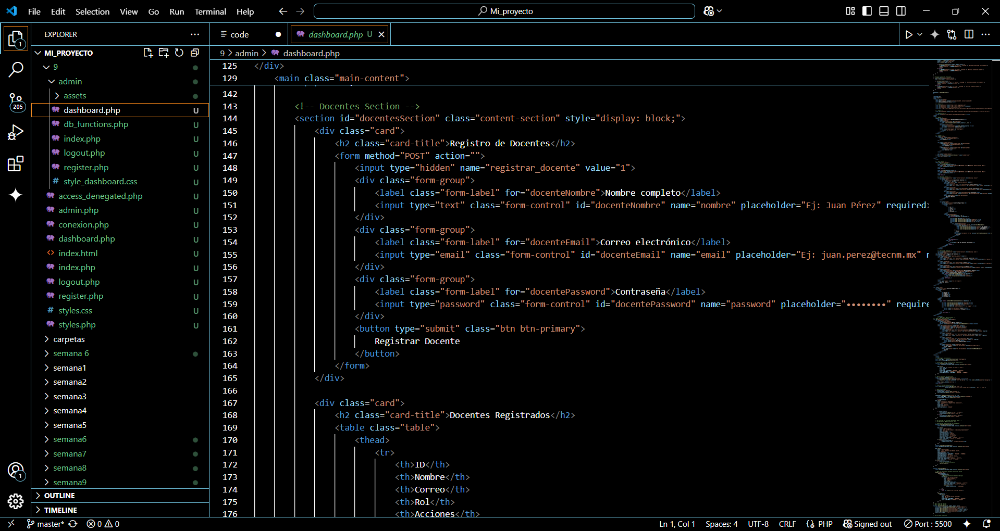 File Edit Selection View Go Run Terminal Help
Mi_proyecto
EXPLORER
code
dashboard.php U
1
MI_PROYECTO
9 > admin > dashboard.php
9
admin
assets
dashboard.php U
db_functions.php U
index.php U
logout.php U
register.php U
style_dashboard.css U
access_denegated.php U
admin.php U
conexion.php U
dashboard.php U
index.html U
index.php U
logout.php U
register.php U
styles.css U
styles.php U
carpetas
semana 6
semana1
semana2
semana3
semana4
semana5
semana6
semana7
semana8
semana9
OUTLINE
TIMELINE
205
1
125 </div>
129 <main class="main-content">
142
143 <!-- Docentes Section -->
144 <section id="docentesSection" class="content-section" style="display: block;">
145 <div class="card">
146 <h2 class="card-title">Registro de Docentes</h2>
147 <form method="POST" action="">
148 <input type="hidden" name="registrar_docente" value="1">
149 <div class="form-group">
150 <label class="form-label" for="docenteNombre">Nombre completo</label>
151 <input type="text" class="form-control" id="docenteNombre" name="nombre" placeholder="Ej: Juan Pérez" required>
152 </div>
153 <div class="form-group">
154 <label class="form-label" for="docenteEmail">Correo electrónico</label>
155 <input type="email" class="form-control" id="docenteEmail" name="email" placeholder="Ej: juan.perez@tecnm.mx" r
156 </div>
157 <div class="form-group">
158 <label class="form-label" for="docentePassword">Contraseña</label>
159 <input type="password" class="form-control" id="docentePassword" name="password" placeholder="••••••••" require
160 </div>
161 <button type="submit" class="btn btn-primary">
162 Registrar Docente
163 </button>
164 </form>
165 </div>
166
167 <div class="card">
168 <h2 class="card-title">Docentes Registrados</h2>
169 <table class="table">
170 <thead>
171 <tr>
172 <th>ID</th>
173 <th>Nombre</th>
174 <th>Correo</th>
175 <th>Rol</th>
176 <th>Acciones</th>
master* 0 0 Ln 1, Col 1 Spaces: 4 UTF-8 CRLF {} PHP Signed out Port : 5500